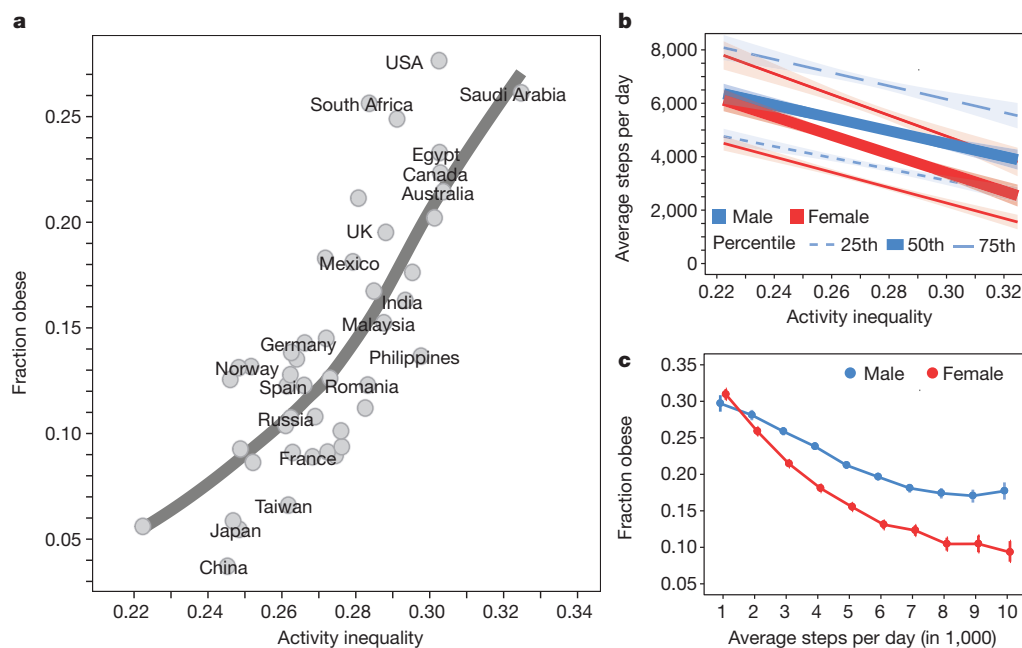 a
Fraction obese
0.25
0.20
0.15
0.10
0.05
0.22 0.24 0.26 0.28 0.30 0.32 0.34
Activity inequality
USA
South Africa
Saudi Arabia
Egypt
Canada
Australia
UK
Mexico
India
Malaysia
Germany
Philippines
Norway
Spain
Romania
Russia
France
Taiwan
Japan
China
b
Average steps per day
8,000
6,000
4,000
2,000
0
Male Female
Percentile 25th 50th 75th
0.22 0.24 0.26 0.28 0.30 0.32
Activity inequality
c
Fraction obese
0.35
0.30
0.25
0.20
0.15
0.10
0.05
Male Female
1 2 3 4 5 6 7 8 9 10
Average steps per day (in 1,000)